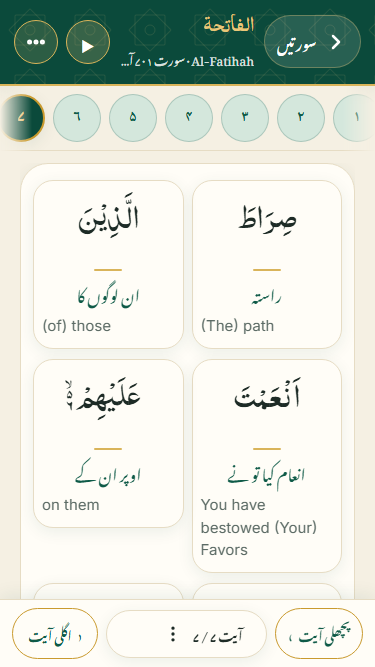 سورتیں
الفاتحة
Al-Fatihah · سورت ۱ · ۷ آ...
۱ ۲ ۳ ۴ ۵ ۶ ۷
صِرَاطَ
راستہ
(The) path
الَّذِیْنَ
ان لوگوں کا
(of) those
اَنْعَمْتَ
انعام کیا تو نے
You have
bestowed (Your)
Favors
عَلَیْهِمْ ۙ۬
اوپر ان کے
on them
پچھلی آیت
آیت ۷ / ۷
اگلی آیت